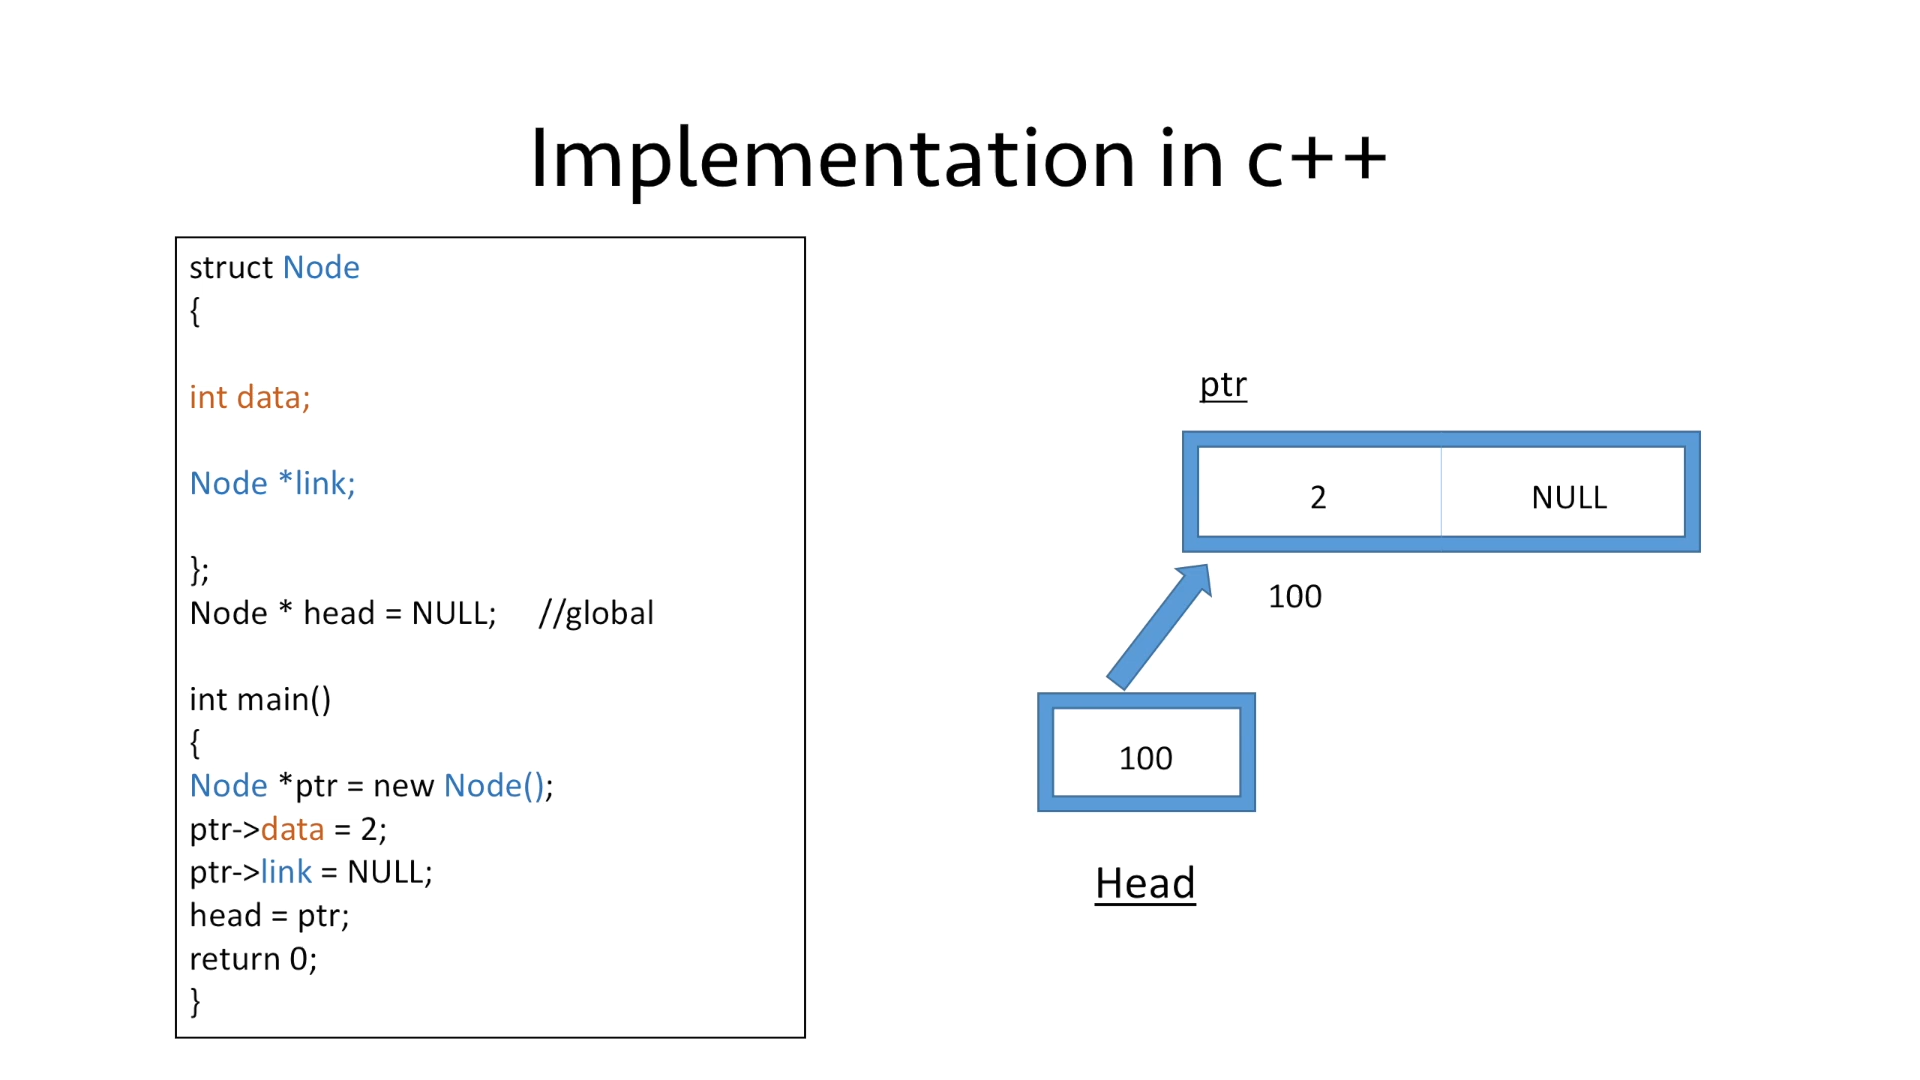 Implementation in c++
struct Node
{
int data;
Node *link;
};
Node * head = NULL; //global
int main()
{
Node *ptr = new Node();
ptr->data = 2;
ptr->link = NULL;
head = ptr;
return 0;
}
ptr
2 NULL
100
100
Head